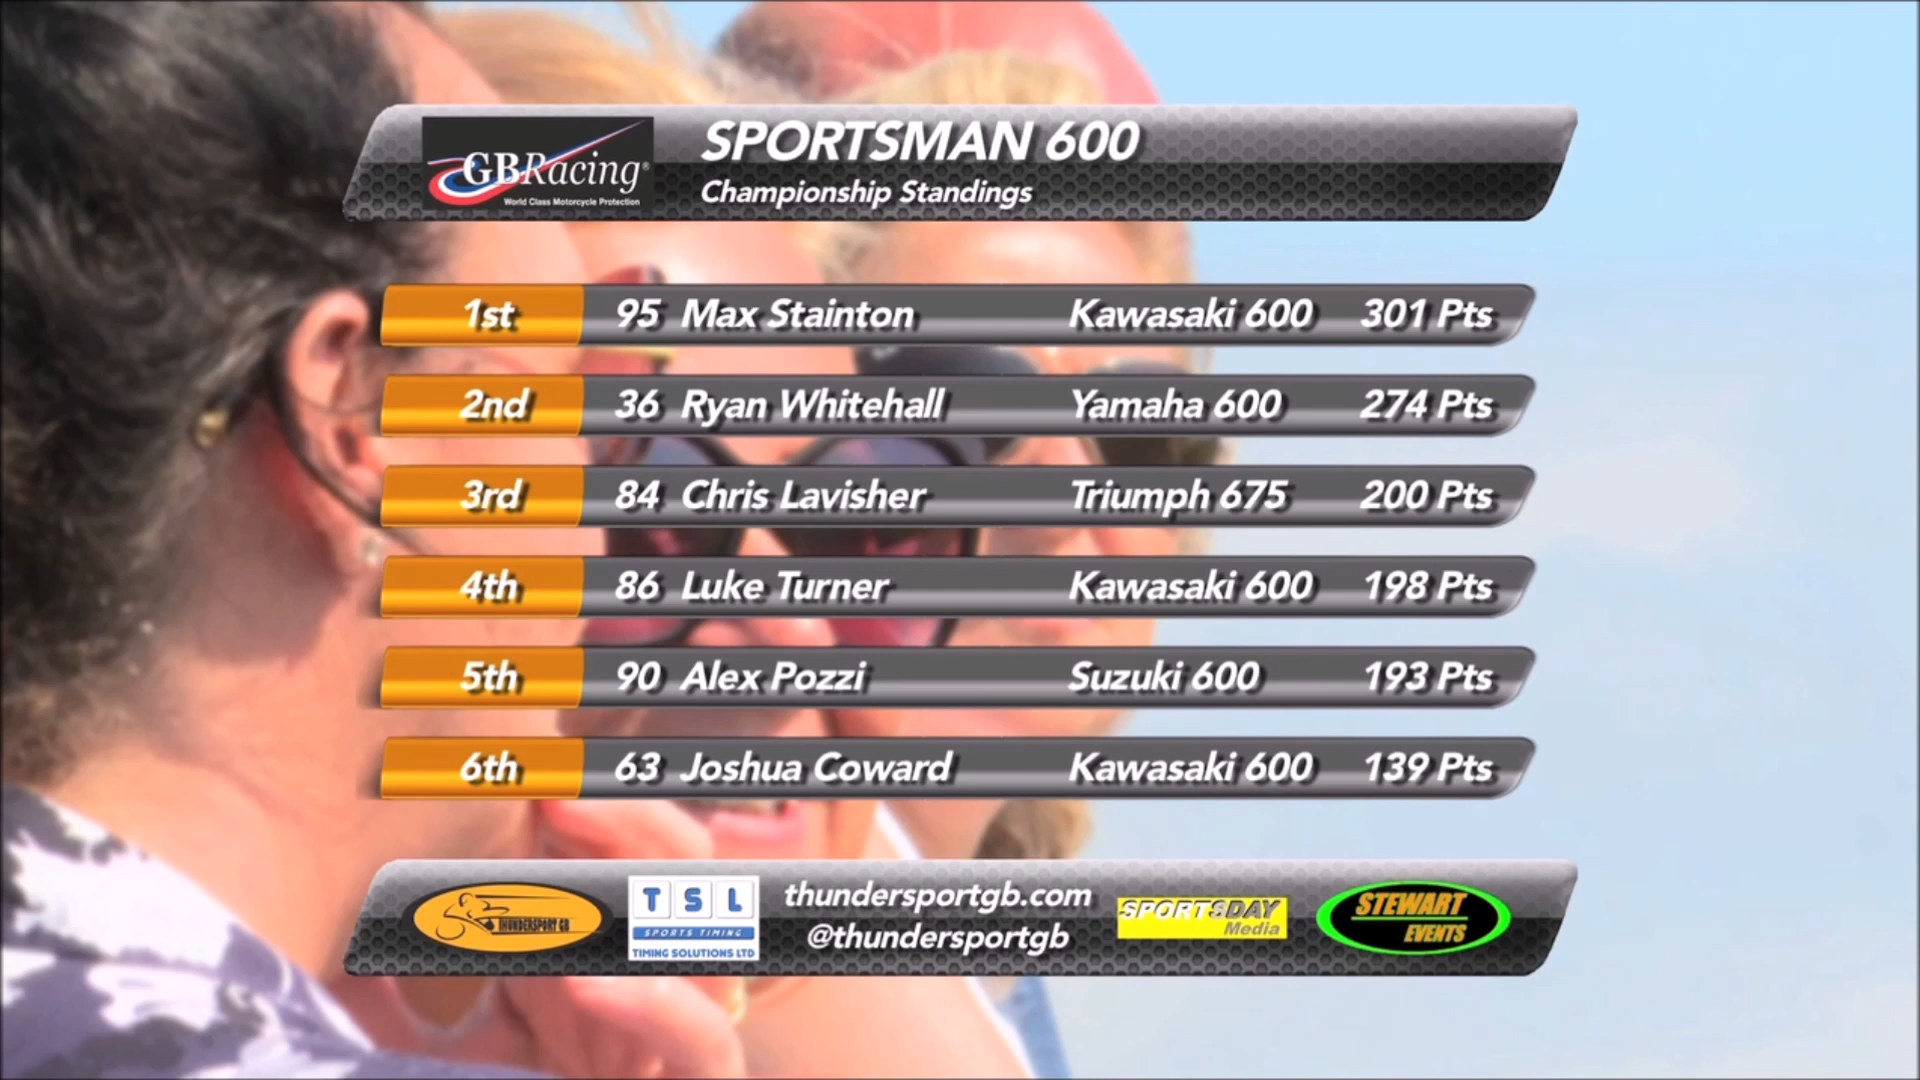 GBRacing®
World Class Motorcycle Protection
SPORTSMAN 600
Championship Standings
1st 95 Max Stainton Kawasaki 600 301 Pts
2nd 36 Ryan Whitehall Yamaha 600 274 Pts
3rd 84 Chris Lavisher Triumph 675 200 Pts
4th 86 Luke Turner Kawasaki 600 198 Pts
5th 90 Alex Pozzi Suzuki 600 193 Pts
6th 63 Joshua Coward Kawasaki 600 139 Pts
THUNDERSPORT GB
TSL
SPORTS TIMING
TIMING SOLUTIONS LTD
thundersportgb.com
@thundersportgb
SPORTSDAY
Media
STEWART
EVENTS